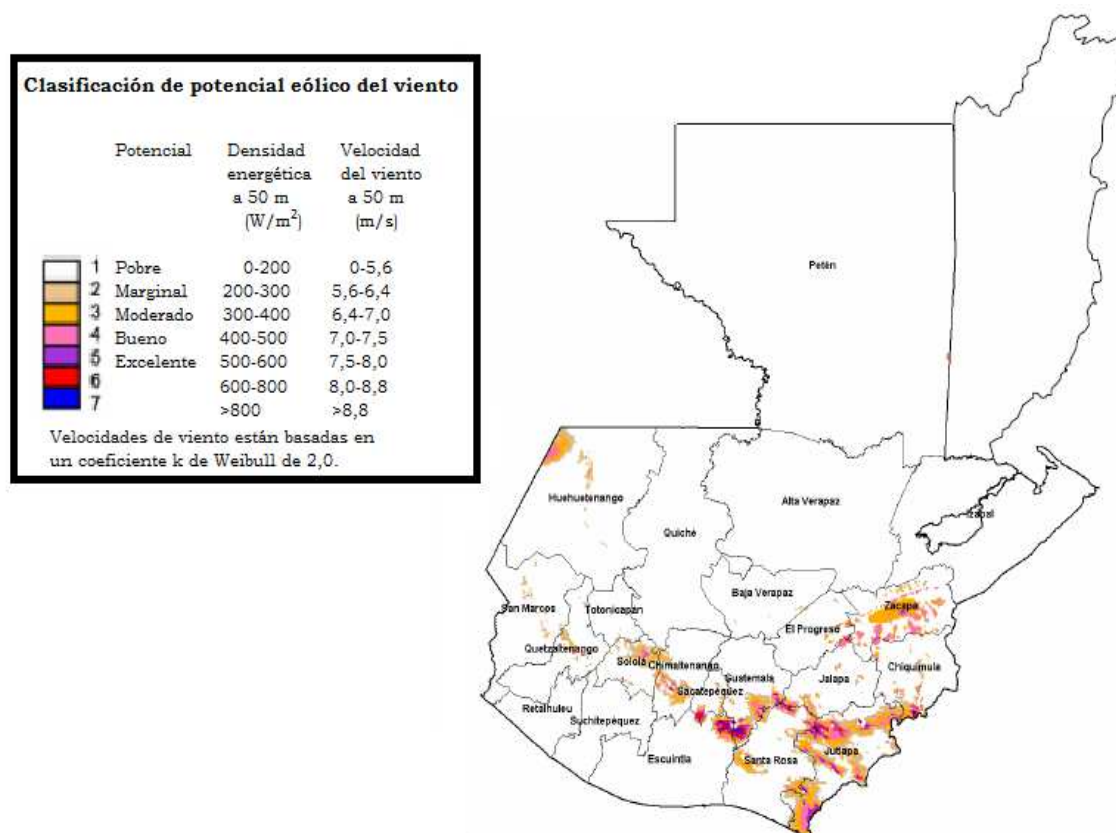 Clasificación de potencial eólico del viento
Potencial Densidad Velocidad
energética del viento
a 50 m a 50 m
(W/m²) (m/s)
1 Pobre 0-200 0-5,6
2 Marginal 200-300 5,6-6,4
3 Moderado 300-400 6,4-7,0
4 Bueno 400-500 7,0-7,5
5 Excelente 500-600 7,5-8,0
6 600-800 8,0-8,8
7 >800 >8,8
Velocidades de viento están basadas en
un coeficiente k de Weibull de 2,0.
Petén
Huehuetenango
Alta Verapaz
Izabal
Quiché
Baja Verapaz
San Marcos
Totonicapán
Zacapa
El Progreso
Quetzaltenango
Sololá
Chimaltenango
Guatemala
Jalapa
Chiquimula
Sacatepéquez
Retalhuleu
Suchitepéquez
Escuintla
Santa Rosa
Jutiapa